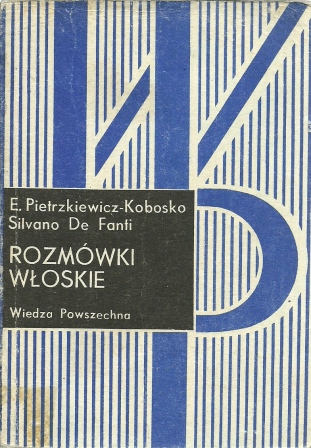 E. Pietrzkiewicz-Kobosko
Silvano De Fanti
ROZMÓWKI
WŁOSKIE
Wiedza Powszechna